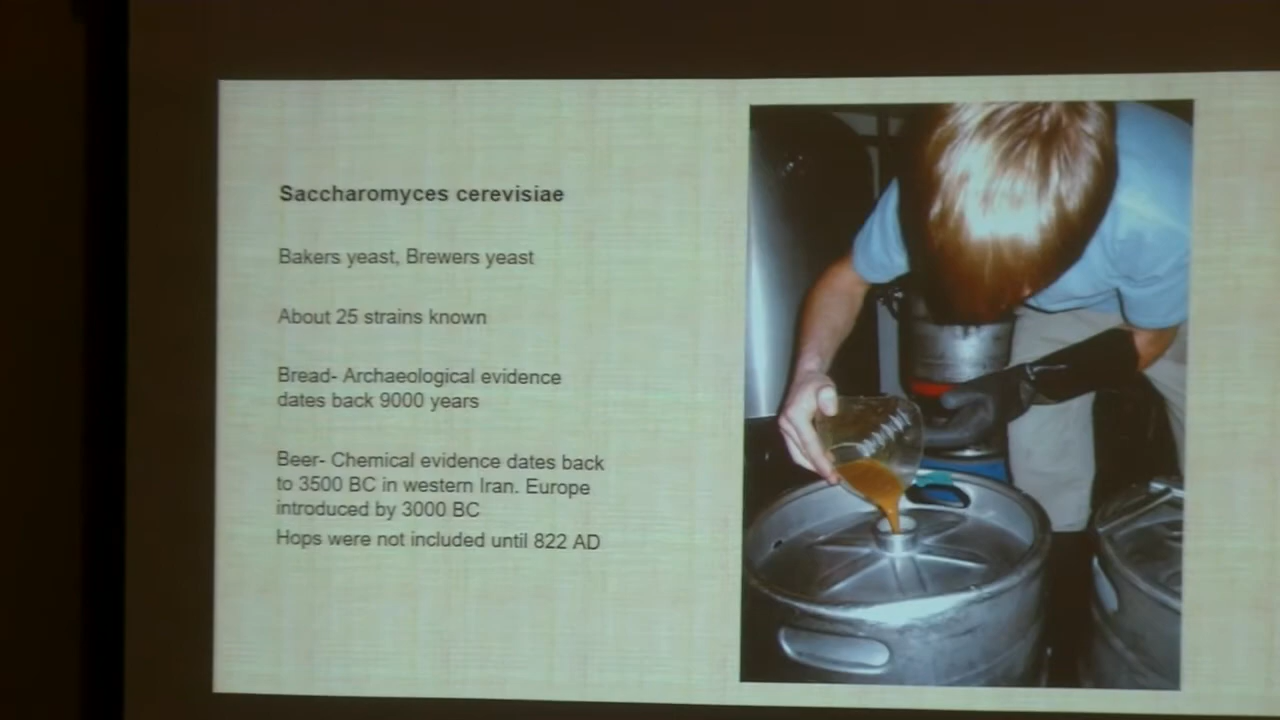 Saccharomyces cerevisiae
Bakers yeast, Brewers yeast
About 25 strains known
Bread- Archaeological evidence
dates back 9000 years
Beer- Chemical evidence dates back
to 3500 BC in western Iran. Europe
introduced by 3000 BC
Hops were not included until 822 AD